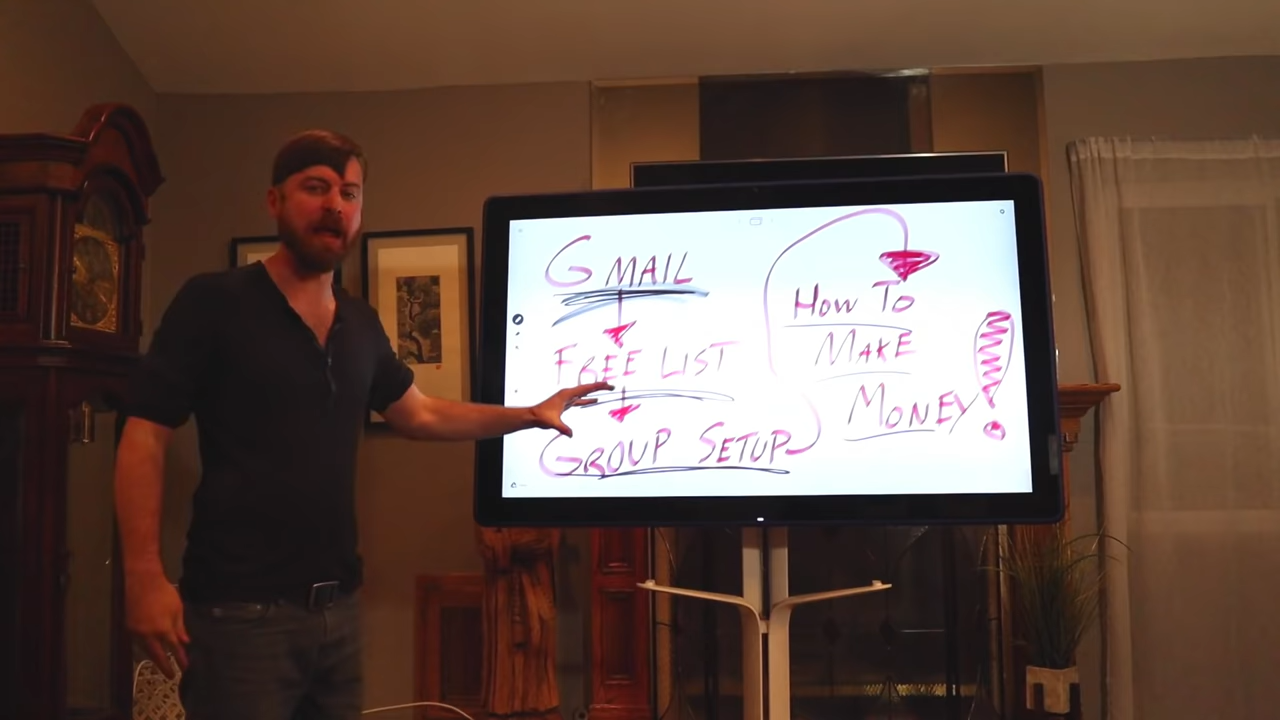 GMAIL
FREE LIST
GROUP SETUP
HOW TO
MAKE
MONEY!